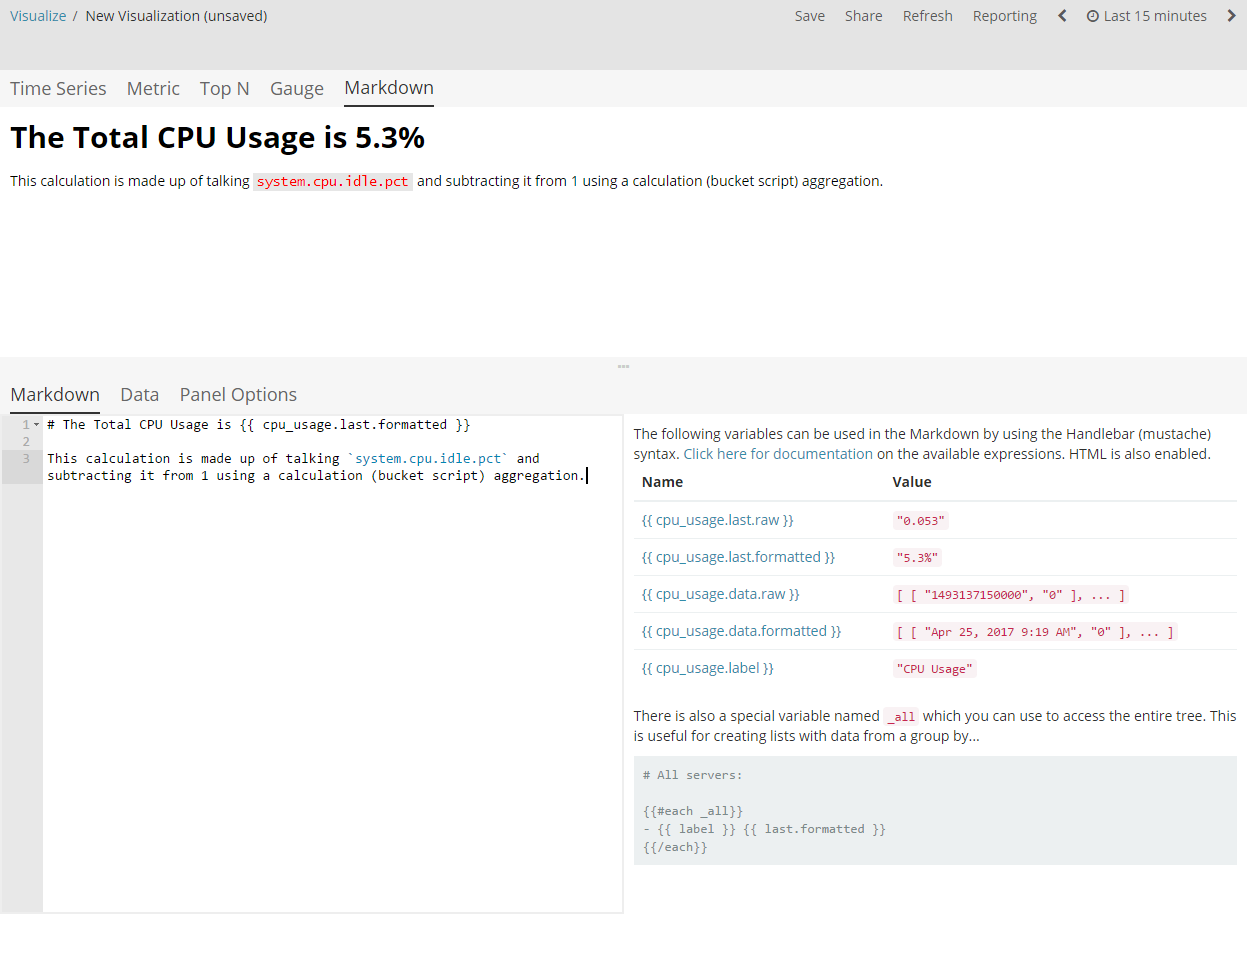 Visualize / New Visualization (unsaved) Save Share Refresh Reporting Last 15 minutes
Time Series Metric Top N Gauge Markdown
The Total CPU Usage is 5.3%
This calculation is made up of talking system.cpu.idle.pct and subtracting it from 1 using a calculation (bucket script) aggregation.
Markdown Data Panel Options
1 # The Total CPU Usage is {{ cpu_usage.last.formatted }}
2
3 This calculation is made up of talking `system.cpu.idle.pct` and
subtracting it from 1 using a calculation (bucket script) aggregation.
The following variables can be used in the Markdown by using the Handlebar (mustache)
syntax. Click here for documentation on the available expressions. HTML is also enabled.
Name Value
{{ cpu_usage.last.raw }} "0.053"
{{ cpu_usage.last.formatted }} "5.3%"
{{ cpu_usage.data.raw }} [ [ "1493137150000", "0" ], ... ]
{{ cpu_usage.data.formatted }} [ [ "Apr 25, 2017 9:19 AM", "0" ], ... ]
{{ cpu_usage.label }} "CPU Usage"
There is also a special variable named _all which you can use to access the entire tree. This
is useful for creating lists with data from a group by...
# All servers:
{{#each _all}}
- {{ label }} {{ last.formatted }}
{{/each}}